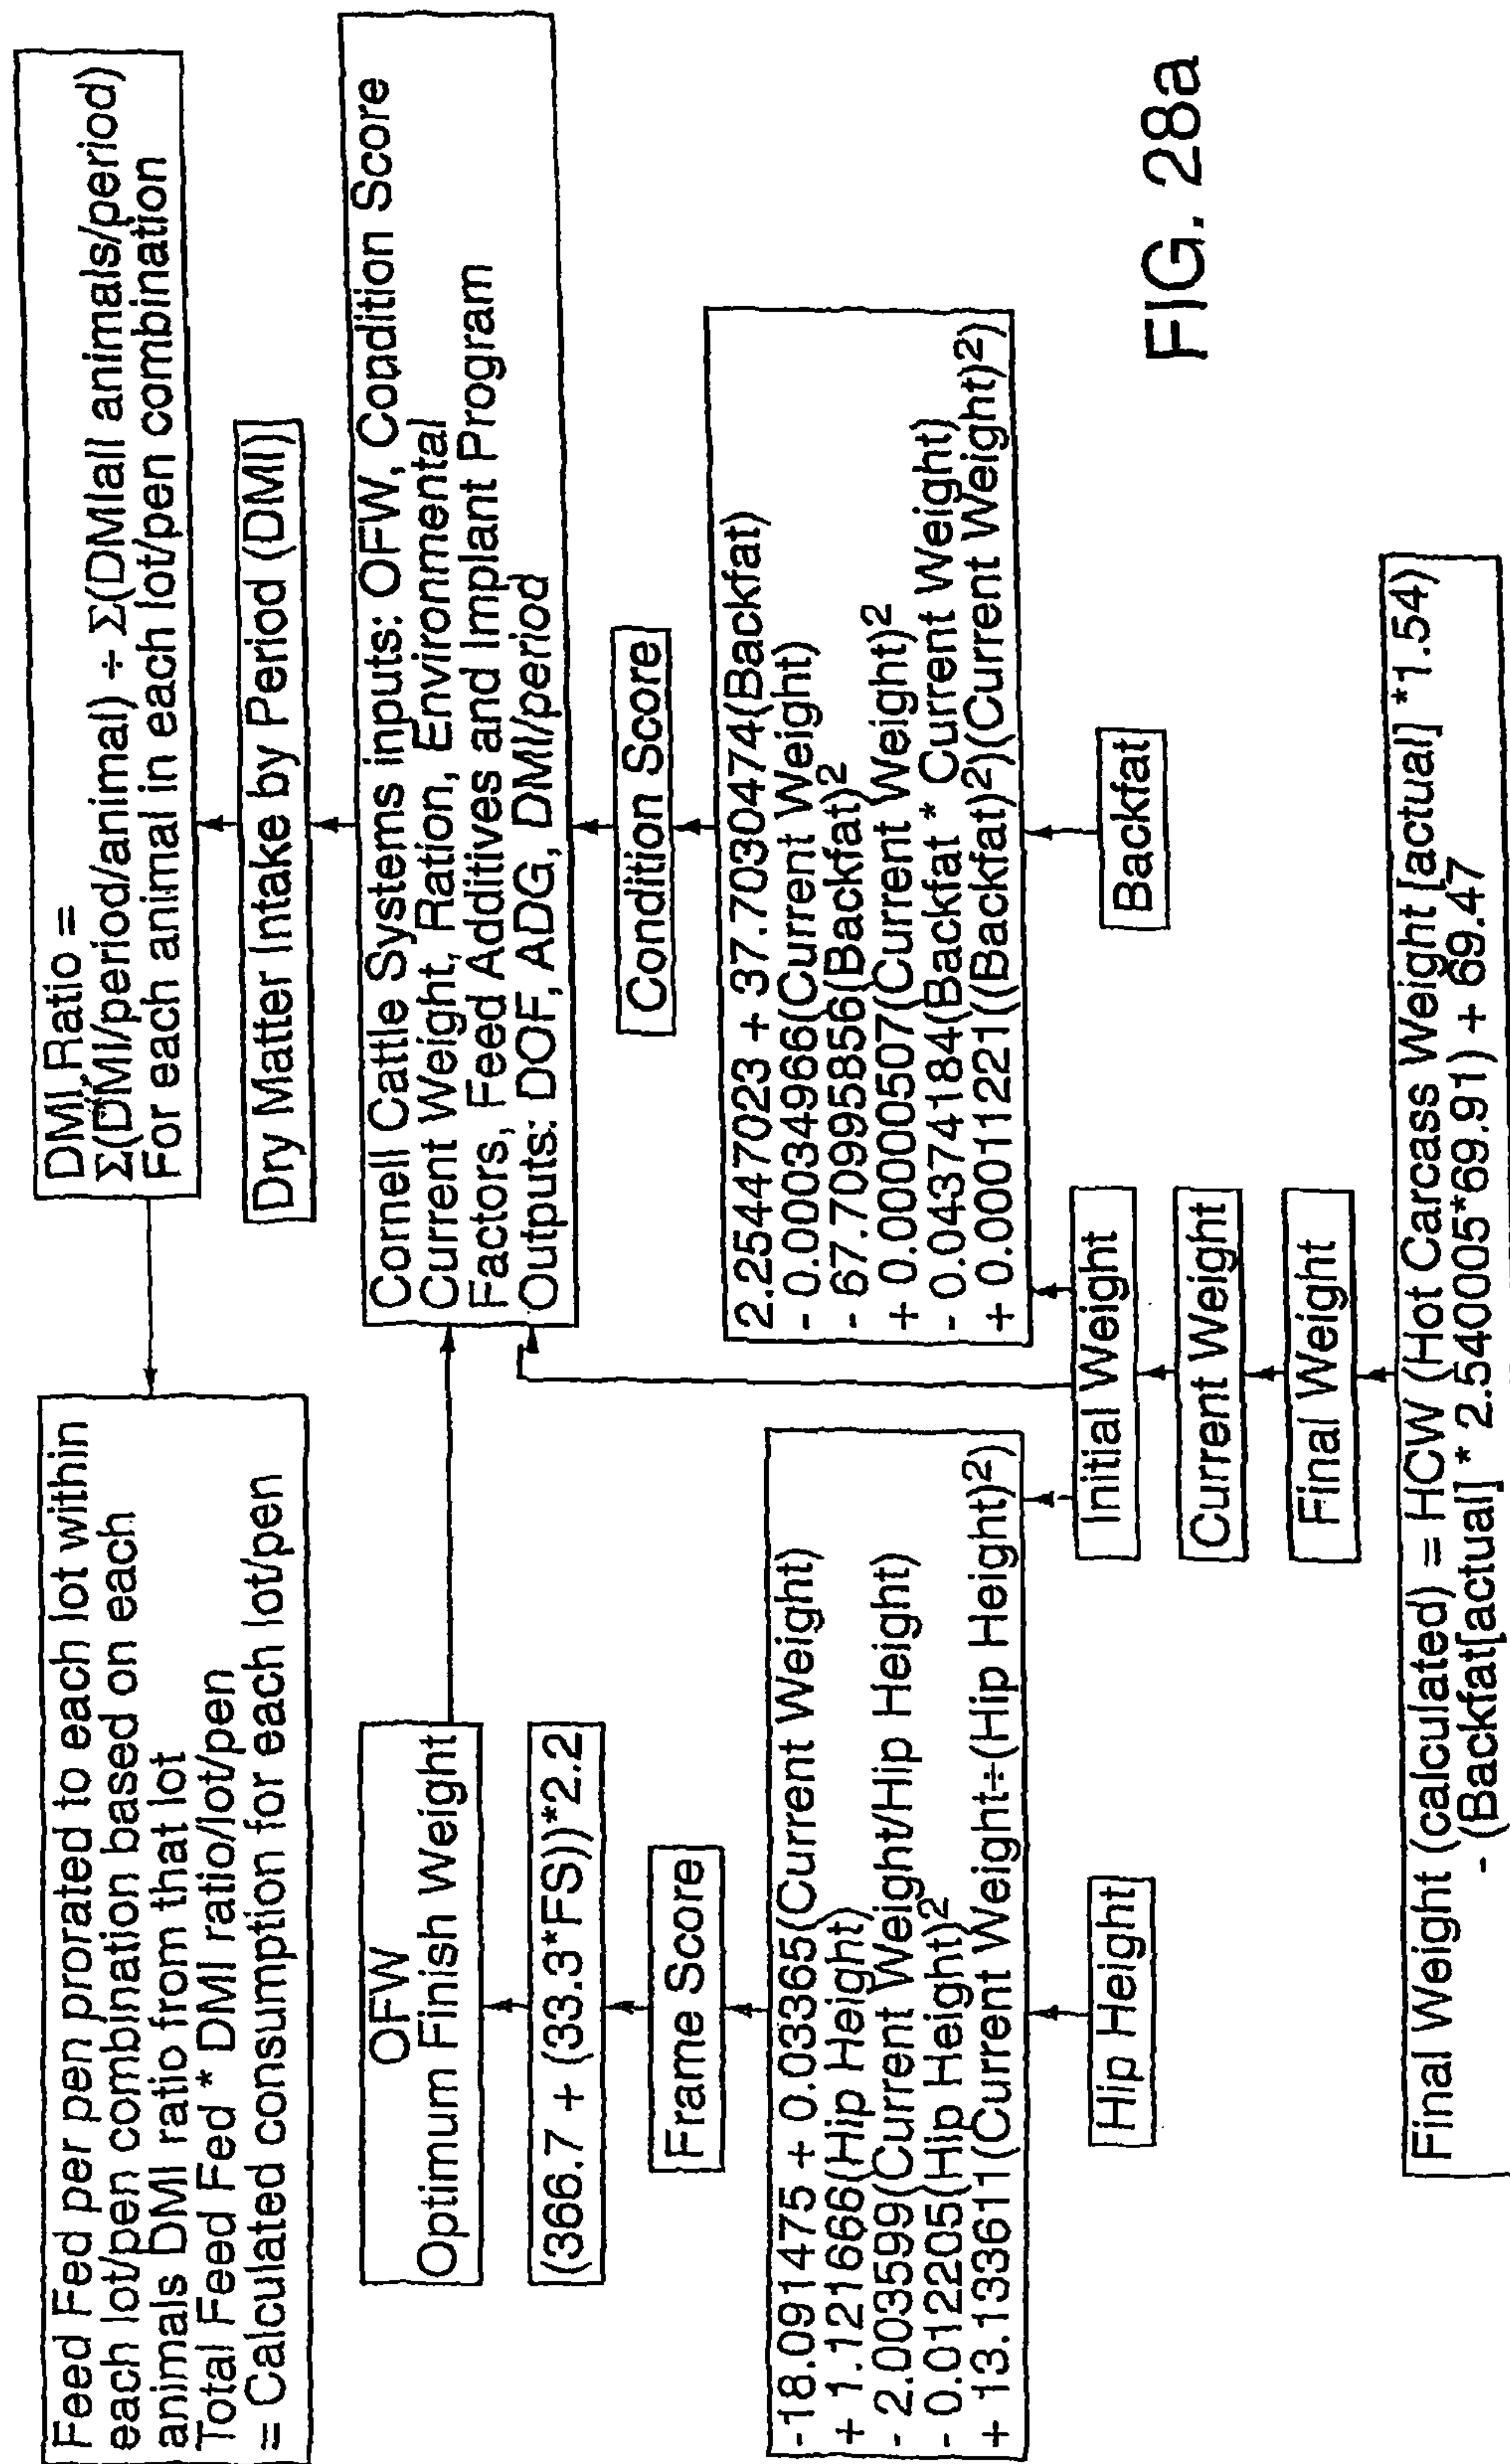 Feed Fed per pen prorated to each lot within
each lot/pen combination based on each
animals DMI ratio from that lot
Total Feed Fed * DMI ratio/lot/pen
= Calculated consumption for each lot/pen
DMI Ratio =
Σ(DMI/period/animal) ÷ Σ(DMIall animals/period)
For each animal in each lot/pen combination
Dry Matter Intake by Period (DMI)
OFW
Optimum Finish Weight
(366.7 + (33.3*FS))*2.2
Frame Score
Cornell Cattle Systems inputs: OFW, Condition Score
Current Weight, Ration, Environmental
Factors, Feed Additives and Implant Program
Outputs: DOF, ADG, DMI/period
Condition Score
-18.091475 + 0.03365(Current Weight)
+ 1.121666(Hip Height)
- 2.003599(Current Weight/Hip Height)
- 0.012205(Hip Height)²
+ 13.133611(Current Weight÷(Hip Height)²)
2.25447023 + 37.7030474(Backfat)
- 0.00034966(Current Weight)
- 67.70995856(Backfat)²
+ 0.00000507(Current Weight)²
- 0.04374184(Backfat * Current Weight)
+ 0.00011221((Backfat)²)(Current Weight)²)
Hip Height
Initial Weight
Backfat
Current Weight
Final Weight
Final Weight (calculated) = HCW (Hot Carcass Weight [actual] *1.54)
- (Backfat[actual] * 2.540005*69.91) + 69.47
FIG. 28a